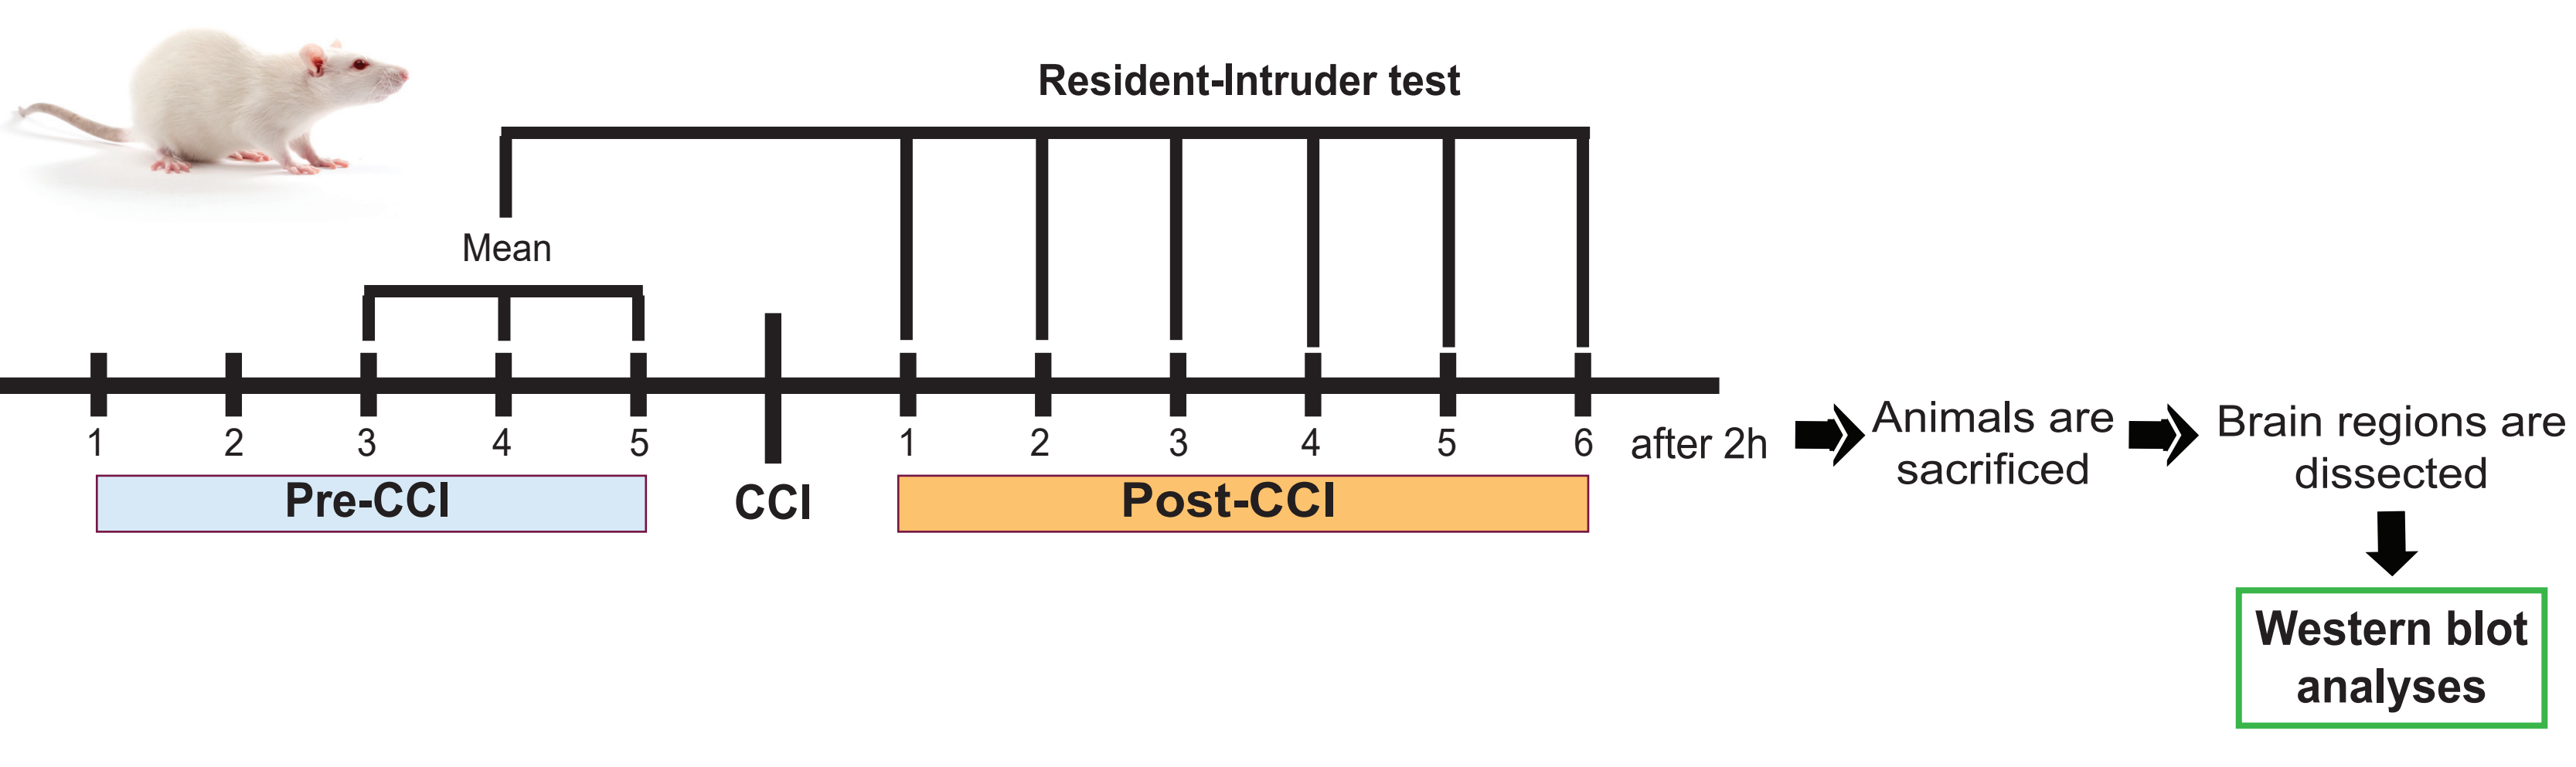 Resident-Intruder test
Mean
1 2 3 4 5 1 2 3 4 5 6 after 2h
Pre-CCI
CCI
Post-CCI
Animals are
sacrificed
Brain regions are
dissected
Western blot
analyses